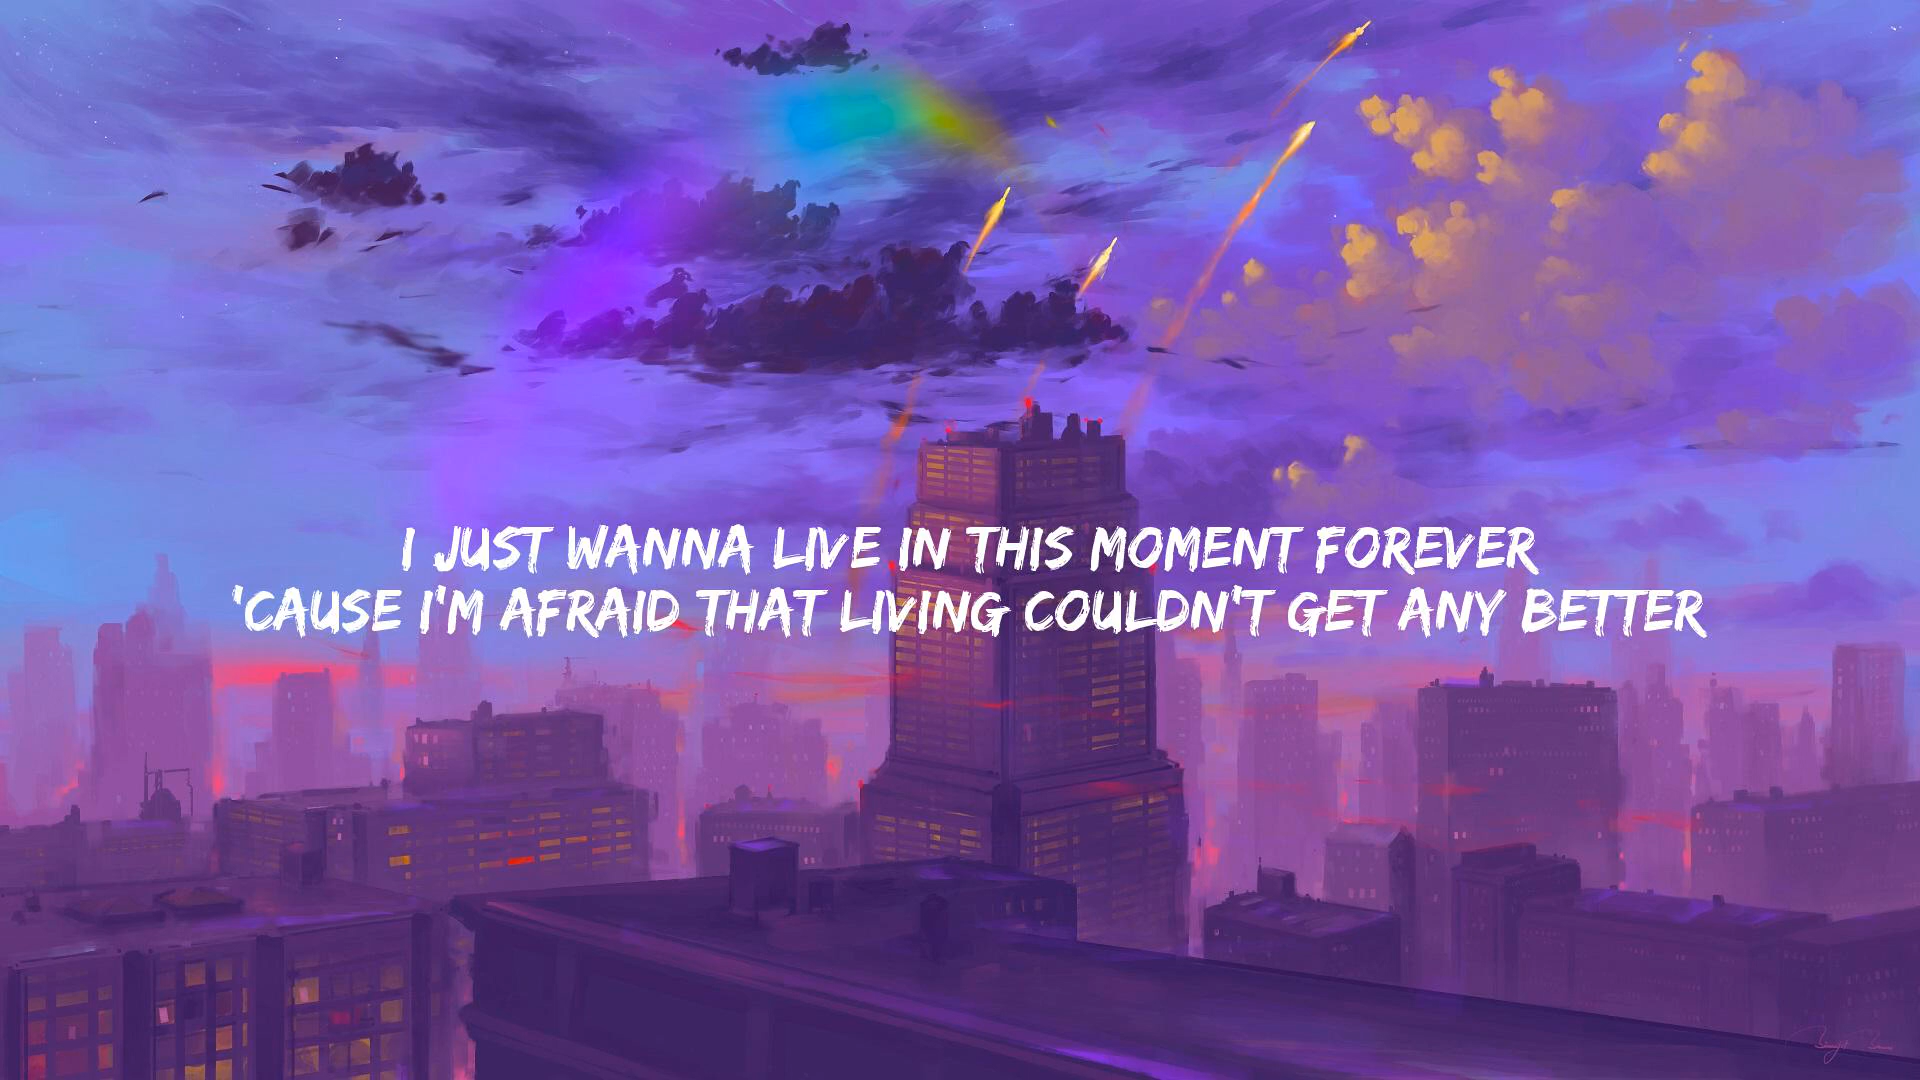 I JUST WANNA LIVE IN THIS MOMENT FOREVER
'CAUSE I'M AFRAID THAT LIVING COULDN'T GET ANY BETTER